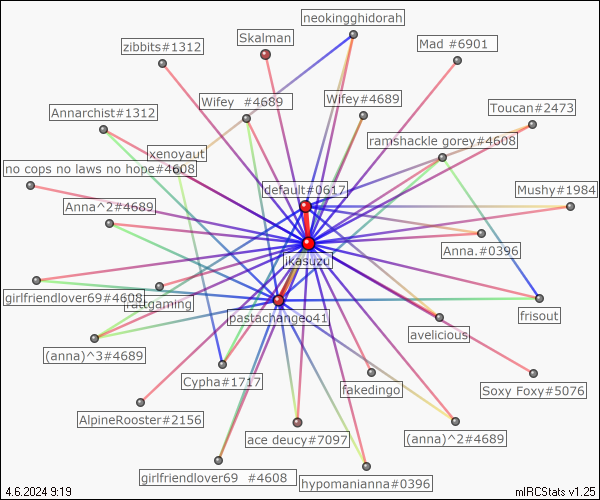 neokingghidorah
Skalman
zibbits#1312
Mad #6901
Wifey #4689
Wifey#4689
Toucan#2473
Annarchist#1312
ramshackle gorey#4608
xenoyaut
no cops no laws no hope#4608
default#0617
Mushy#1984
Anna^2#4689
Anna.#0396
jikasuzu
girlfriendlover69#4608
rattgaming
pastachangeo41
frisout
avelicious
(anna)^3#4689
Cypha#1717
fakedingo
Soxy Foxy#5076
AlpineRooster#2156
ace deucy#7097
(anna)^2#4689
girlfriendlover69 #4608
hypomanianna#0396
4.6.2024 9:19
mIRCStats v1.25